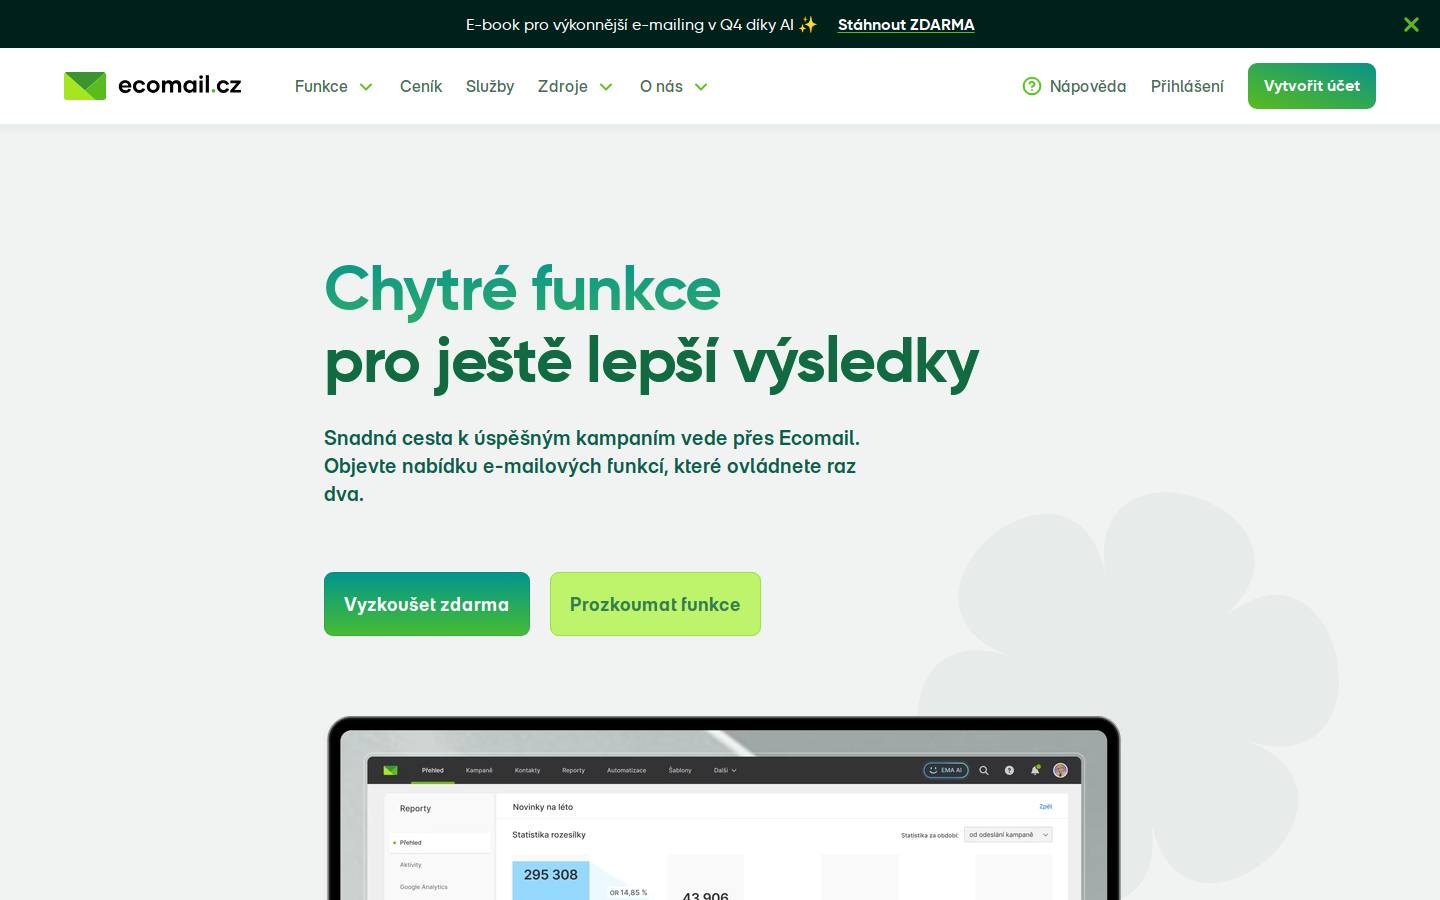 E-book pro výkonnější e-mailing v Q4 díky AI ✨ Stáhnout ZDARMA
ecomail.cz
Funkce
Ceník
Služby
Zdroje
O nás
Nápověda
Přihlášení
Vytvořit účet
Chytré funkce
pro ještě lepší výsledky
Snadná cesta k úspěšným kampaním vede přes Ecomail.
Objevte nabídku e-mailových funkcí, které ovládnete raz
dva.
Vyzkoušet zdarma
Prozkoumat funkce
Přehled
Kampaně
Kontakty
Reporty
Automatizace
Šablony
Další
EMA AI
Reporty
Novinky na léto
Zpět
Statistika rozesílky
Statistika za období:
od odeslání kampaně
Přehled
Aktivity
Google Analytics
295 308
OR 14,85 %
43 906